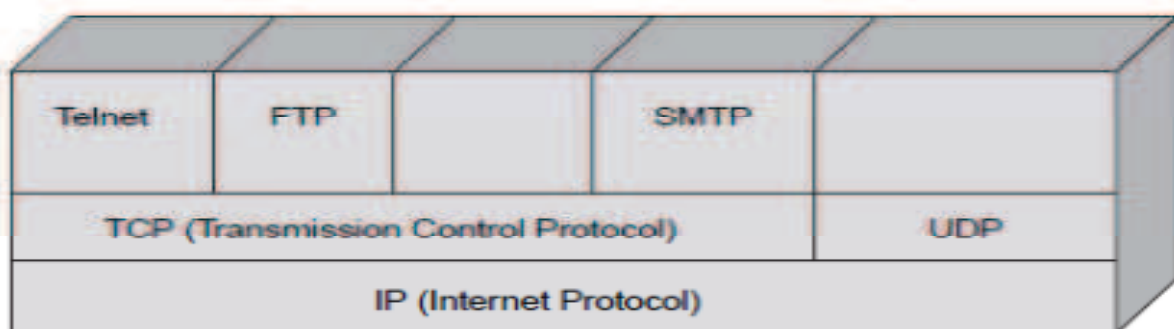 Telnet FTP SMTP
TCP (Transmission Control Protocol) UDP
IP (Internet Protocol)